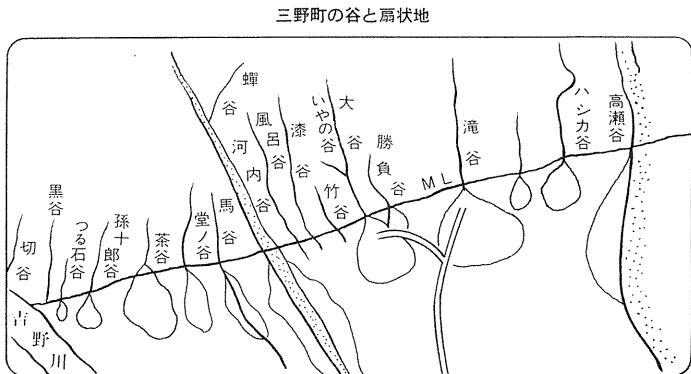 三野町の谷と扇状地
切谷
黒谷
つる石谷
孫十郎谷
茶谷
堂ノ谷
馬谷
河内谷
蟬谷
風呂谷
漆谷
竹谷
いやの谷
大谷
勝負谷
ML
滝谷
ハシカ谷
高瀬谷
吉野川